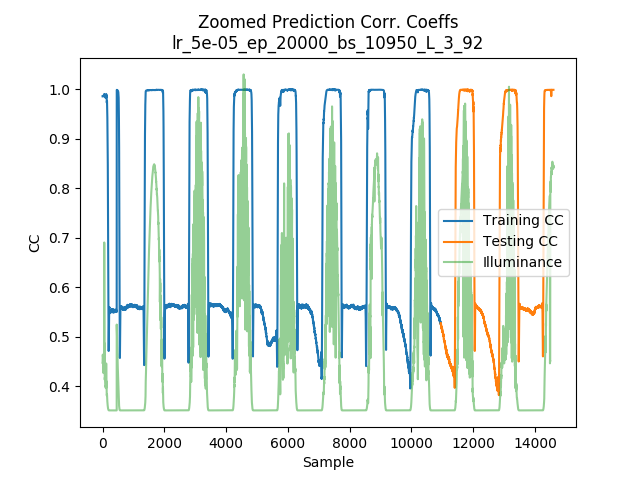 Zoomed Prediction Corr. Coeffs
lr_5e-05_ep_20000_bs_10950_L_3_92
1.0
0.9
0.8
0.7
0.6
0.5
0.4
CC
Training CC
Testing CC
Illuminance
0 2000 4000 6000 8000 10000 12000 14000
Sample